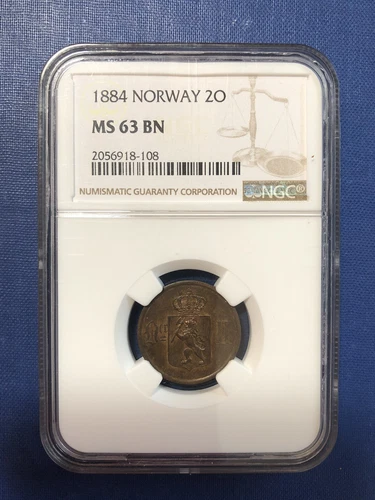 1884 NORWAY 2O
MS 63 BN
2056918-108
NUMISMATIC GUARANTY CORPORATION NGC®